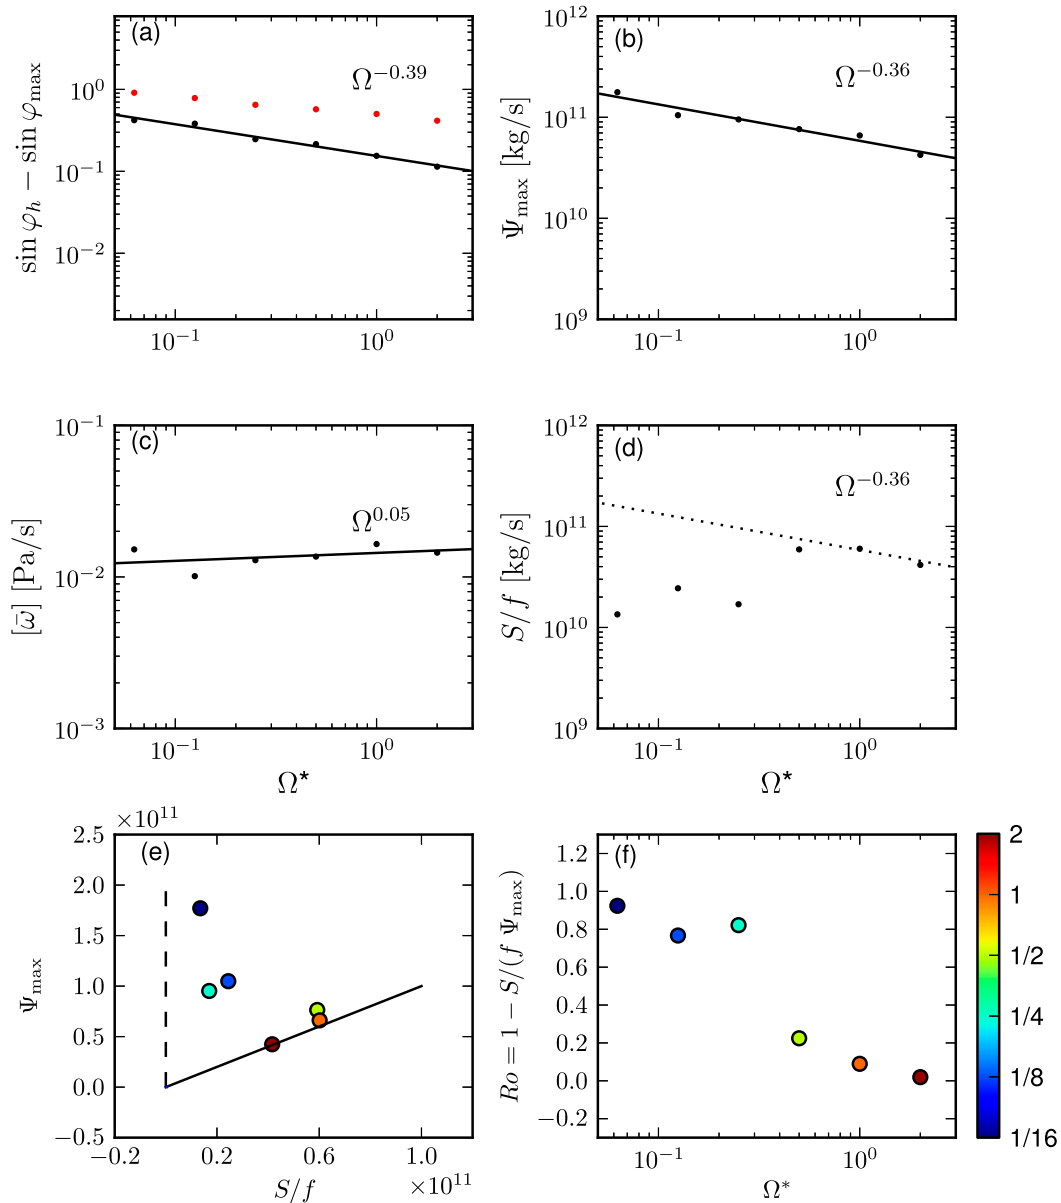 (a)
Ω^−0.39
sin φ_h − sin φ_max
10^0
10^−1
10^−2
10^−1
10^0
(b)
Ω^−0.36
Ψ_max [kg/s]
10^12
10^11
10^10
10^9
10^−1
10^0
(c)
Ω^0.05
[ω̄] [Pa/s]
10^−1
10^−2
10^−3
10^−1
10^0
Ω*
(d)
Ω^−0.36
S/f [kg/s]
10^12
10^11
10^10
10^9
10^−1
10^0
Ω*
×10^11
(e)
Ψ_max
2.5
2.0
1.5
1.0
0.5
0.0
−0.5
−0.2
0.2
0.6
1.0
S/f
×10^11
(f)
Ro = 1 − S/(f Ψ_max)
1.2
1.0
0.8
0.6
0.4
0.2
0.0
−0.2
10^−1
10^0
Ω*
2
1
1/2
1/4
1/8
1/16